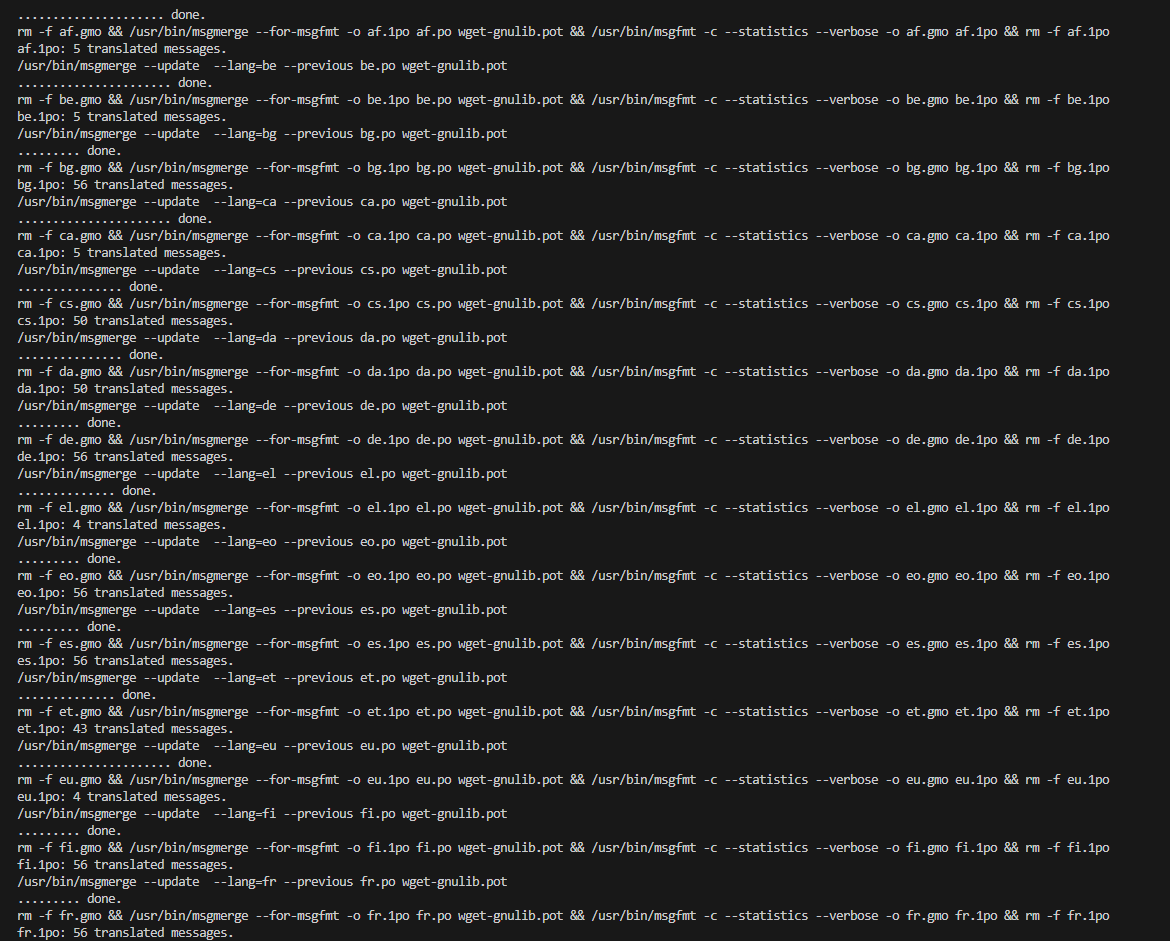 ..................... done.
rm -f af.gmo && /usr/bin/msgmerge --for-msgfmt -o af.1po af.po wget-gnulib.pot && /usr/bin/msgfmt -c --statistics --verbose -o af.gmo af.1po && rm -f af.1po
af.1po: 5 translated messages.
/usr/bin/msgmerge --update  --lang=be --previous be.po wget-gnulib.pot
...................... done.
rm -f be.gmo && /usr/bin/msgmerge --for-msgfmt -o be.1po be.po wget-gnulib.pot && /usr/bin/msgfmt -c --statistics --verbose -o be.gmo be.1po && rm -f be.1po
be.1po: 5 translated messages.
/usr/bin/msgmerge --update  --lang=bg --previous bg.po wget-gnulib.pot
......... done.
rm -f bg.gmo && /usr/bin/msgmerge --for-msgfmt -o bg.1po bg.po wget-gnulib.pot && /usr/bin/msgfmt -c --statistics --verbose -o bg.gmo bg.1po && rm -f bg.1po
bg.1po: 56 translated messages.
/usr/bin/msgmerge --update  --lang=ca --previous ca.po wget-gnulib.pot
...................... done.
rm -f ca.gmo && /usr/bin/msgmerge --for-msgfmt -o ca.1po ca.po wget-gnulib.pot && /usr/bin/msgfmt -c --statistics --verbose -o ca.gmo ca.1po && rm -f ca.1po
ca.1po: 5 translated messages.
/usr/bin/msgmerge --update  --lang=cs --previous cs.po wget-gnulib.pot
............... done.
rm -f cs.gmo && /usr/bin/msgmerge --for-msgfmt -o cs.1po cs.po wget-gnulib.pot && /usr/bin/msgfmt -c --statistics --verbose -o cs.gmo cs.1po && rm -f cs.1po
cs.1po: 50 translated messages.
/usr/bin/msgmerge --update  --lang=da --previous da.po wget-gnulib.pot
............... done.
rm -f da.gmo && /usr/bin/msgmerge --for-msgfmt -o da.1po da.po wget-gnulib.pot && /usr/bin/msgfmt -c --statistics --verbose -o da.gmo da.1po && rm -f da.1po
da.1po: 50 translated messages.
/usr/bin/msgmerge --update  --lang=de --previous de.po wget-gnulib.pot
......... done.
rm -f de.gmo && /usr/bin/msgmerge --for-msgfmt -o de.1po de.po wget-gnulib.pot && /usr/bin/msgfmt -c --statistics --verbose -o de.gmo de.1po && rm -f de.1po
de.1po: 56 translated messages.
/usr/bin/msgmerge --update  --lang=el --previous el.po wget-gnulib.pot
.............. done.
rm -f el.gmo && /usr/bin/msgmerge --for-msgfmt -o el.1po el.po wget-gnulib.pot && /usr/bin/msgfmt -c --statistics --verbose -o el.gmo el.1po && rm -f el.1po
el.1po: 4 translated messages.
/usr/bin/msgmerge --update  --lang=eo --previous eo.po wget-gnulib.pot
......... done.
rm -f eo.gmo && /usr/bin/msgmerge --for-msgfmt -o eo.1po eo.po wget-gnulib.pot && /usr/bin/msgfmt -c --statistics --verbose -o eo.gmo eo.1po && rm -f eo.1po
eo.1po: 56 translated messages.
/usr/bin/msgmerge --update  --lang=es --previous es.po wget-gnulib.pot
......... done.
rm -f es.gmo && /usr/bin/msgmerge --for-msgfmt -o es.1po es.po wget-gnulib.pot && /usr/bin/msgfmt -c --statistics --verbose -o es.gmo es.1po && rm -f es.1po
es.1po: 56 translated messages.
/usr/bin/msgmerge --update  --lang=et --previous et.po wget-gnulib.pot
.............. done.
rm -f et.gmo && /usr/bin/msgmerge --for-msgfmt -o et.1po et.po wget-gnulib.pot && /usr/bin/msgfmt -c --statistics --verbose -o et.gmo et.1po && rm -f et.1po
et.1po: 43 translated messages.
/usr/bin/msgmerge --update  --lang=eu --previous eu.po wget-gnulib.pot
...................... done.
rm -f eu.gmo && /usr/bin/msgmerge --for-msgfmt -o eu.1po eu.po wget-gnulib.pot && /usr/bin/msgfmt -c --statistics --verbose -o eu.gmo eu.1po && rm -f eu.1po
eu.1po: 4 translated messages.
/usr/bin/msgmerge --update  --lang=fi --previous fi.po wget-gnulib.pot
......... done.
rm -f fi.gmo && /usr/bin/msgmerge --for-msgfmt -o fi.1po fi.po wget-gnulib.pot && /usr/bin/msgfmt -c --statistics --verbose -o fi.gmo fi.1po && rm -f fi.1po
fi.1po: 56 translated messages.
/usr/bin/msgmerge --update  --lang=fr --previous fr.po wget-gnulib.pot
......... done.
rm -f fr.gmo && /usr/bin/msgmerge --for-msgfmt -o fr.1po fr.po wget-gnulib.pot && /usr/bin/msgfmt -c --statistics --verbose -o fr.gmo fr.1po && rm -f fr.1po
fr.1po: 56 translated messages.